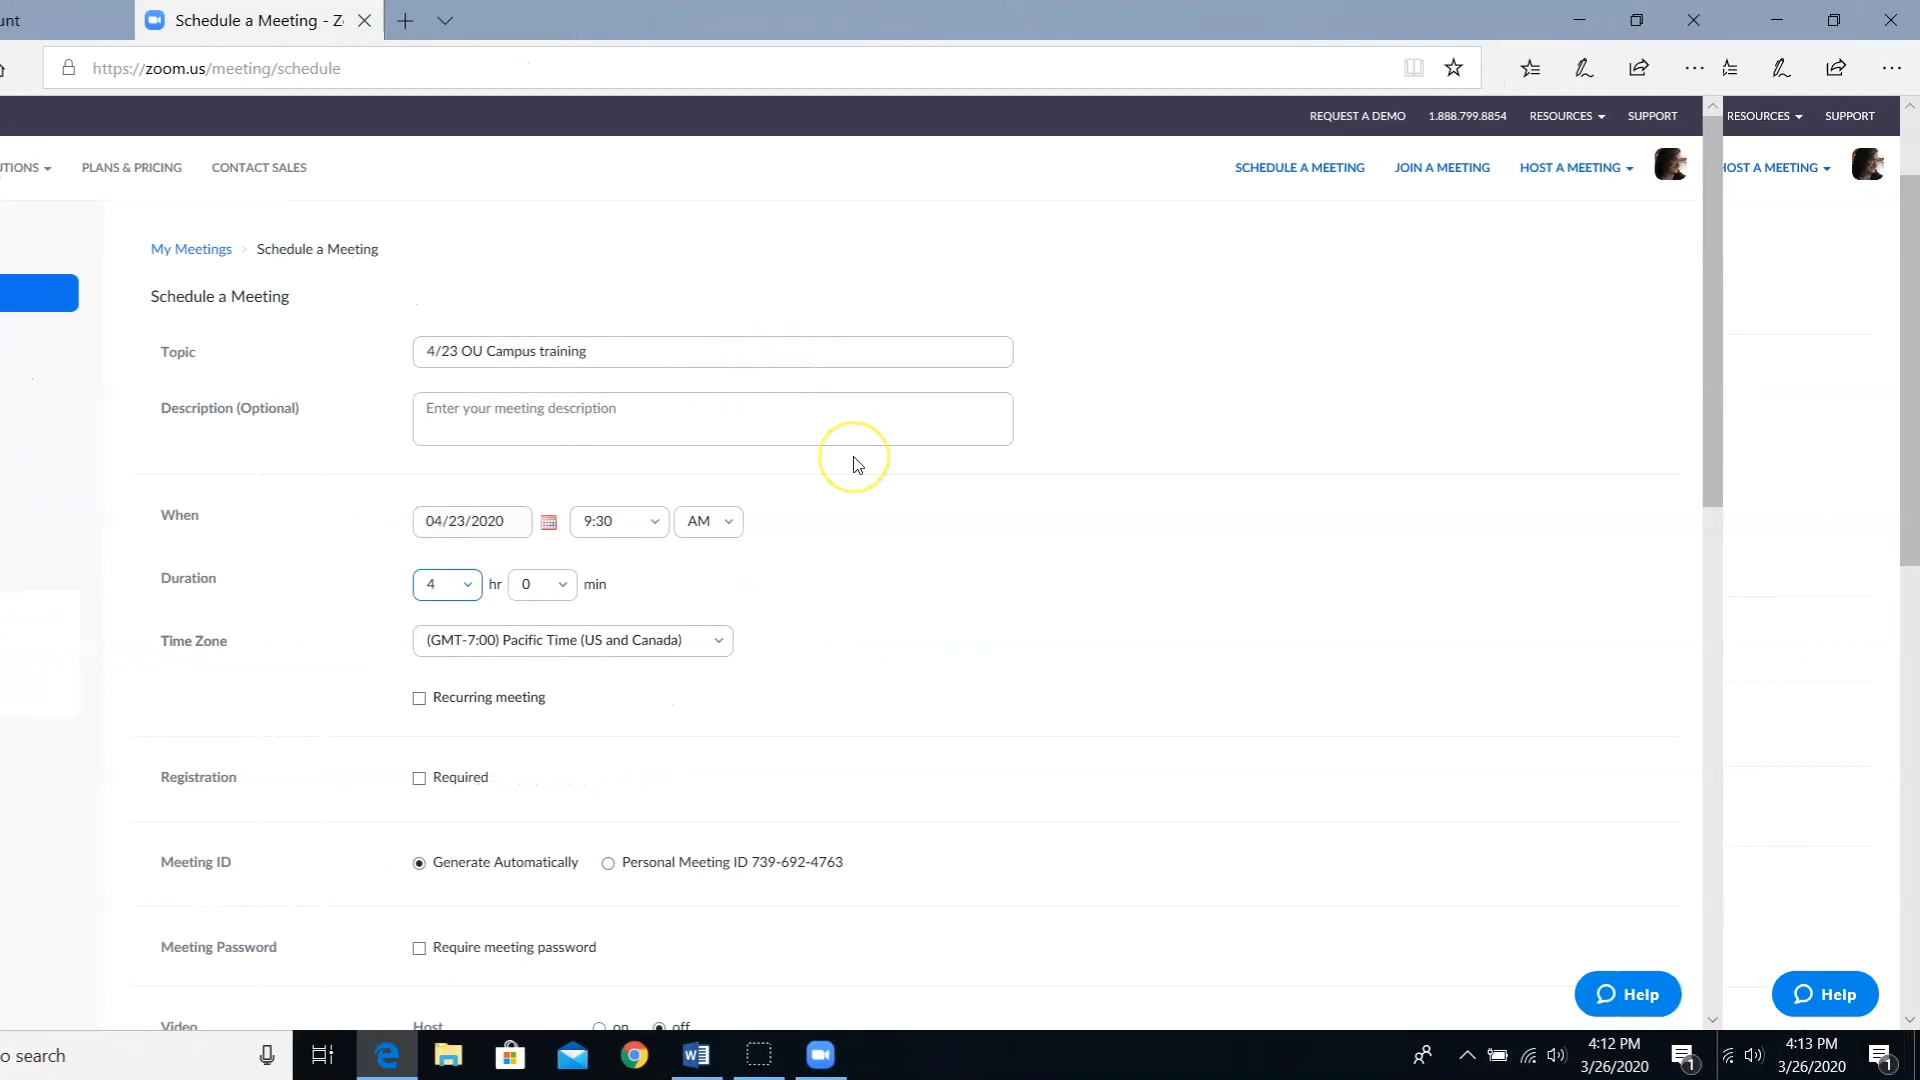 unt
Schedule a Meeting - Zo
https://zoom.us/meeting/schedule
REQUEST A DEMO 1.888.799.8854 RESOURCES SUPPORT RESOURCES SUPPORT
UTIONS PLANS & PRICING CONTACT SALES SCHEDULE A MEETING JOIN A MEETING HOST A MEETING HOST A MEETING
My Meetings > Schedule a Meeting
Schedule a Meeting
Topic 4/23 OU Campus training
Description (Optional) Enter your meeting description
When 04/23/2020 9:30 AM
Duration 4 hr 0 min
Time Zone (GMT-7:00) Pacific Time (US and Canada)
Recurring meeting
Registration Required
Meeting ID Generate Automatically Personal Meeting ID 739-692-4763
Meeting Password Require meeting password
Help Help
Video Host on off
o search 4:12 PM 4:13 PM
3/26/2020 1 3/26/2020 1